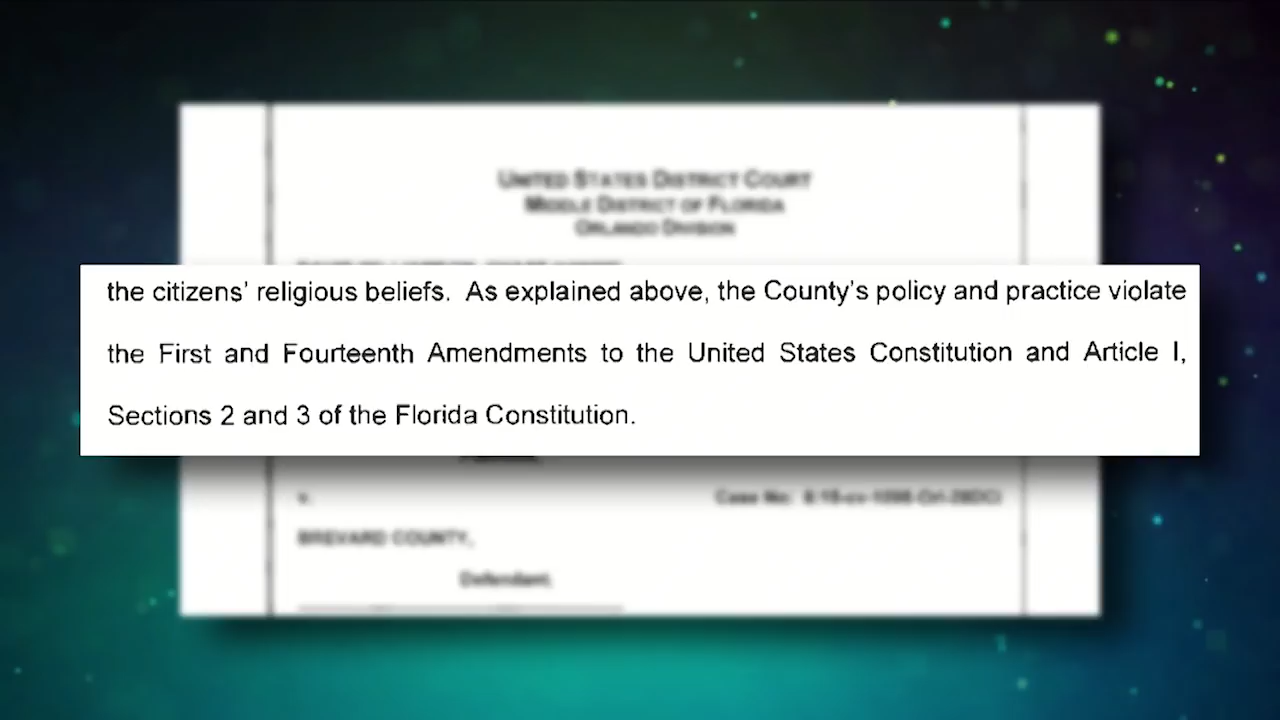 UNITED STATES DISTRICT COURT
MIDDLE DISTRICT OF FLORIDA
ORLANDO DIVISION
the citizens’ religious beliefs. As explained above, the County’s policy and practice violate
the First and Fourteenth Amendments to the United States Constitution and Article I,
Sections 2 and 3 of the Florida Constitution.
v.
Case No:
BREVARD COUNTY,
Defendant.